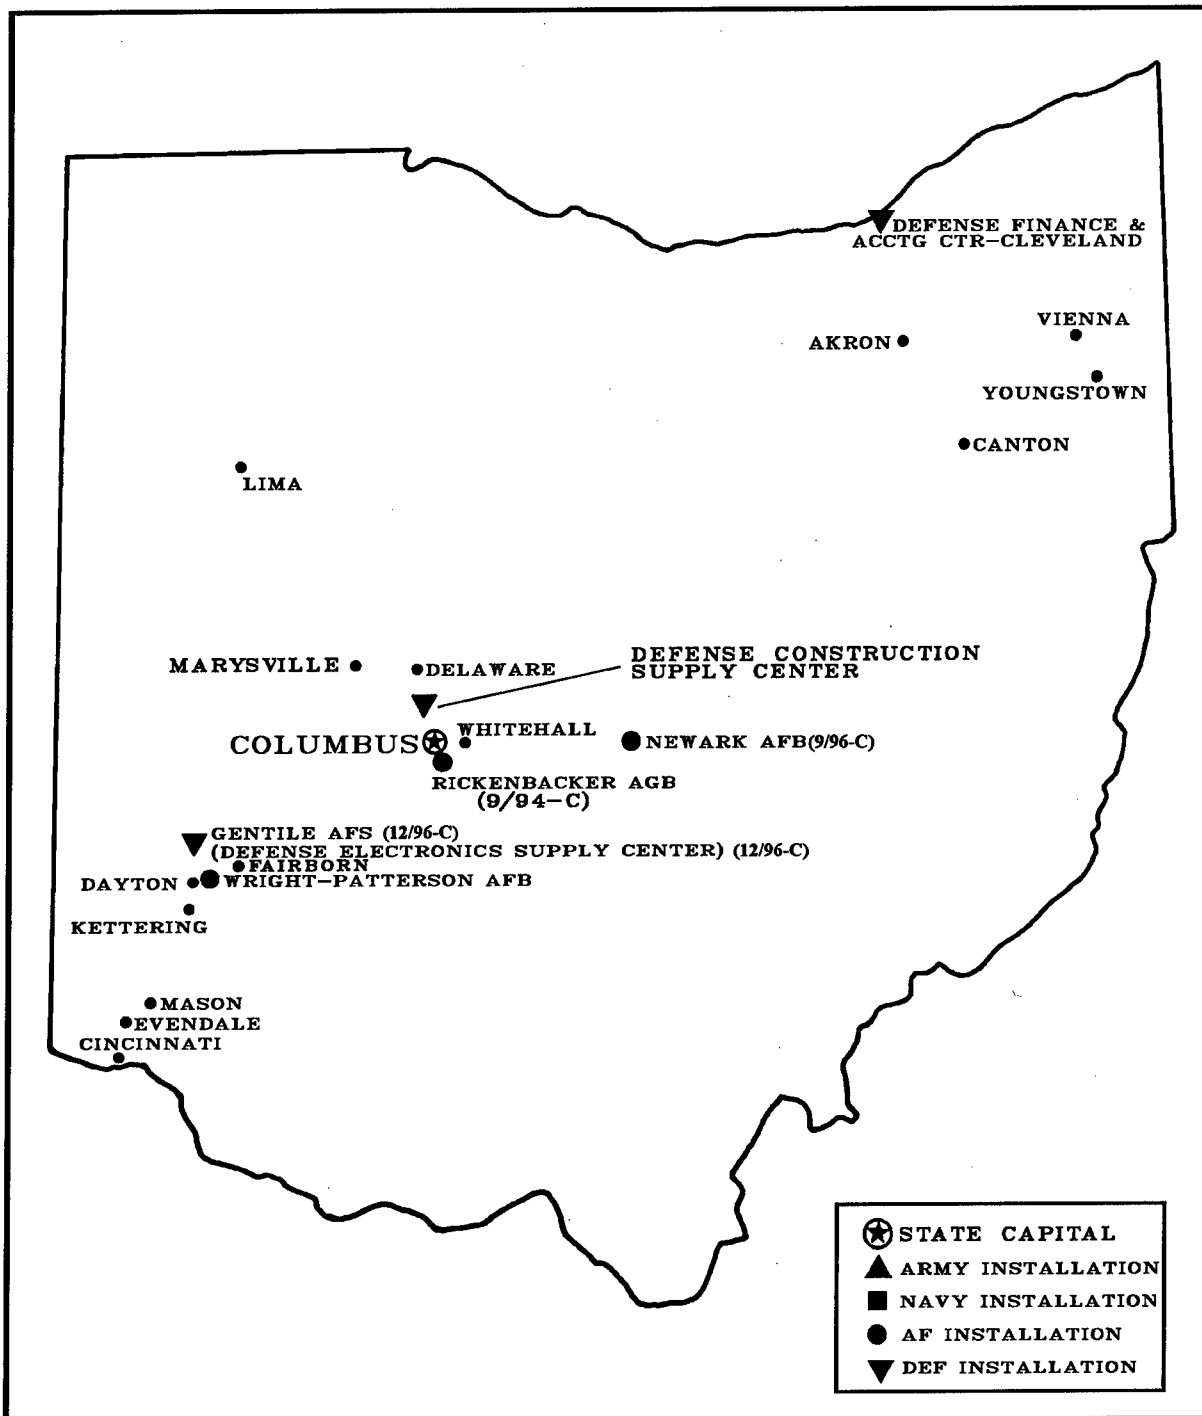 DEFENSE FINANCE &
ACCTG CTR-CLEVELAND
VIENNA
AKRON
YOUNGSTOWN
CANTON
LIMA
MARYSVILLE
DELAWARE
DEFENSE CONSTRUCTION
SUPPLY CENTER
WHITEHALL
COLUMBUS
NEWARK AFB(9/96-C)
RICKENBACKER AGB
(9/94-C)
GENTILE AFS (12/96-C)
(DEFENSE ELECTRONICS SUPPLY CENTER) (12/96-C)
FAIRBORN
DAYTON
WRIGHT-PATTERSON AFB
KETTERING
MASON
EVENDALE
CINCINNATI
STATE CAPITAL
ARMY INSTALLATION
NAVY INSTALLATION
AF INSTALLATION
DEF INSTALLATION